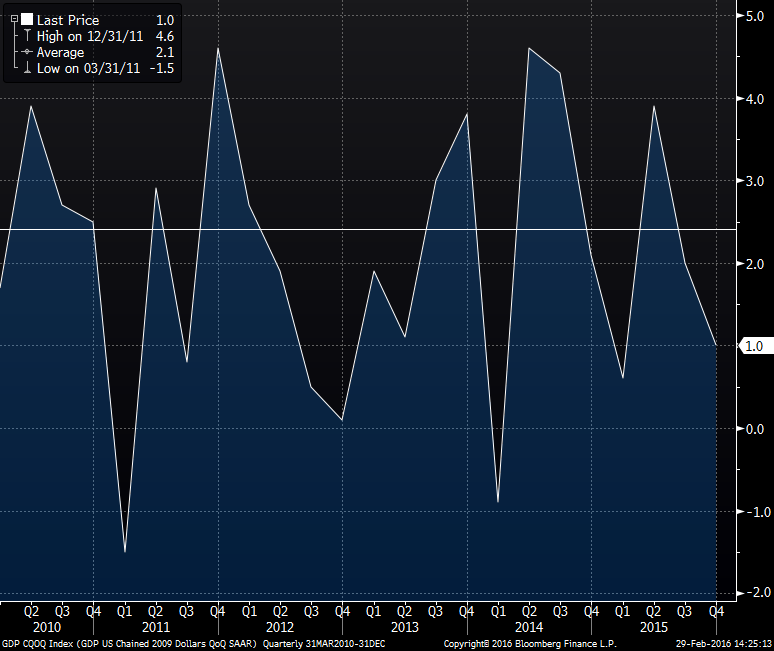 Last Price 1.0
High on 12/31/11 4.6
Average 2.1
Low on 03/31/11 -1.5
5.0
4.0
3.0
2.0
1.0
0.0
-1.0
-2.0
Q2 Q3 Q4 Q1 Q2 Q3 Q4 Q1 Q2 Q3 Q4 Q1 Q2 Q3 Q4 Q1 Q2 Q3 Q4 Q1 Q2 Q3 Q4
2010 2011 2012 2013 2014 2015
GDP CQOQ Index (GDP US Chained 2009 Dollars QoQ SAAR) Quarterly 31MAR2010-31DEC Copyright© 2016 Bloomberg Finance L.P. 29-Feb-2016 14:25:13